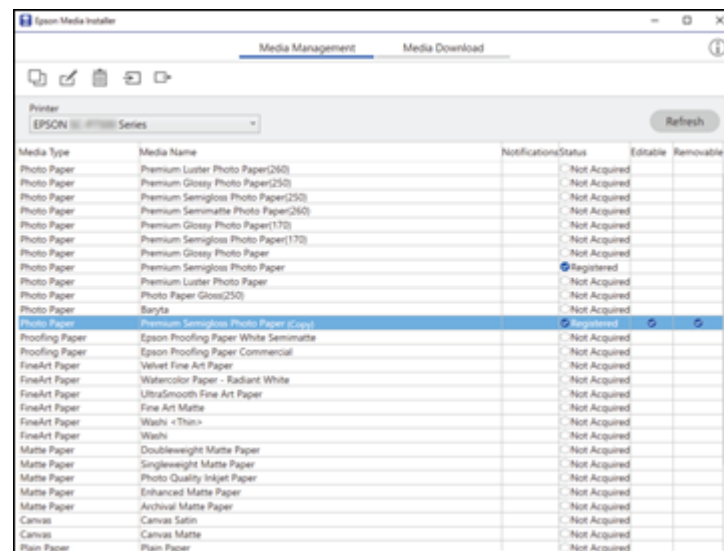 Epson Media Installer
Media Management Media Download
Printer
EPSON Series
Refresh
Media Type Media Name Notifications Status Editable Removable
Photo Paper Premium Luster Photo Paper(260) Not Acquired
Photo Paper Premium Glossy Photo Paper(250) Not Acquired
Photo Paper Premium Semigloss Photo Paper(250) Not Acquired
Photo Paper Premium Semimatte Photo Paper(260) Not Acquired
Photo Paper Premium Glossy Photo Paper(170) Not Acquired
Photo Paper Premium Semigloss Photo Paper(170) Not Acquired
Photo Paper Premium Glossy Photo Paper Not Acquired
Photo Paper Premium Semigloss Photo Paper Registered
Photo Paper Premium Luster Photo Paper Not Acquired
Photo Paper Photo Paper Gloss(250) Not Acquired
Photo Paper Baryta Not Acquired
Photo Paper Premium Semigloss Photo Paper (Copy) Registered
Proofing Paper Epson Proofing Paper White Semimatte Not Acquired
Proofing Paper Epson Proofing Paper Commercial Not Acquired
FineArt Paper Velvet Fine Art Paper Not Acquired
FineArt Paper Watercolor Paper - Radiant White Not Acquired
FineArt Paper UltraSmooth Fine Art Paper Not Acquired
FineArt Paper Fine Art Matte Not Acquired
FineArt Paper Washi <Thin> Not Acquired
FineArt Paper Washi Not Acquired
Matte Paper Doubleweight Matte Paper Not Acquired
Matte Paper Singleweight Matte Paper Not Acquired
Matte Paper Photo Quality Inkjet Paper Not Acquired
Matte Paper Enhanced Matte Paper Not Acquired
Matte Paper Archival Matte Paper Not Acquired
Canvas Canvas Satin Not Acquired
Canvas Canvas Matte Not Acquired
Plain Paper Plain Paper Not Acquired